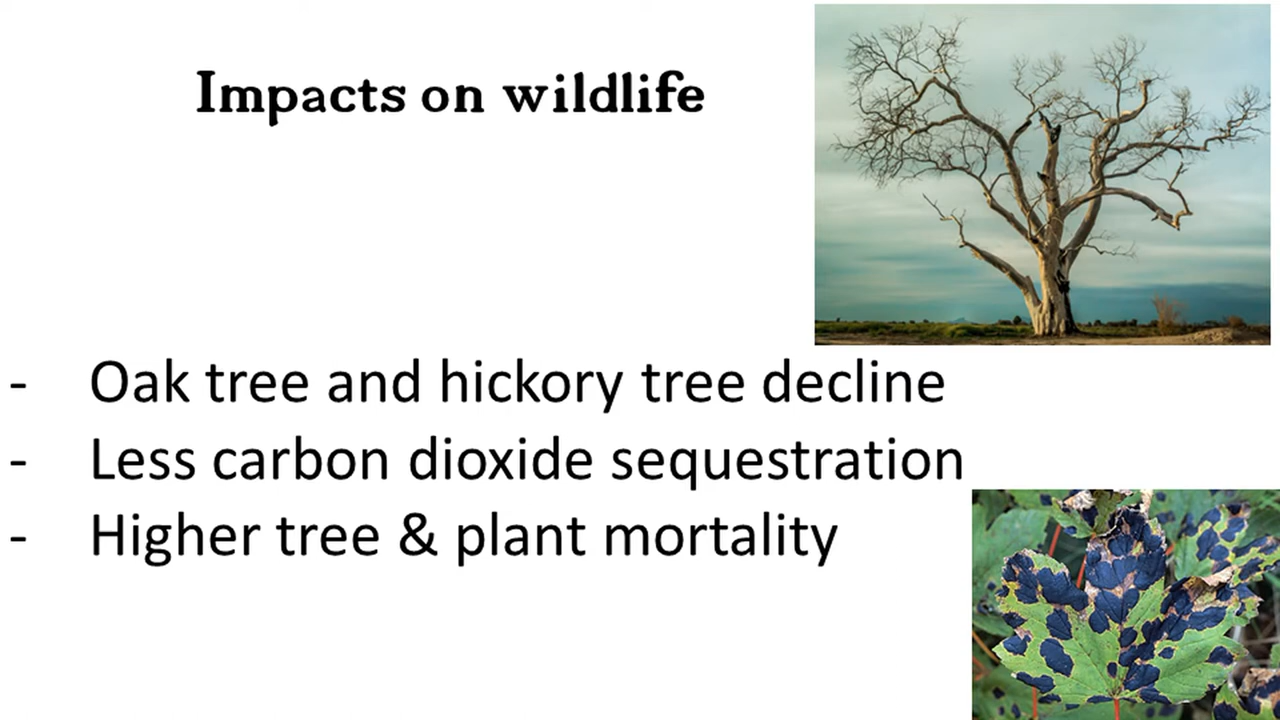 Impacts on wildlife
- Oak tree and hickory tree decline
- Less carbon dioxide sequestration
- Higher tree & plant mortality